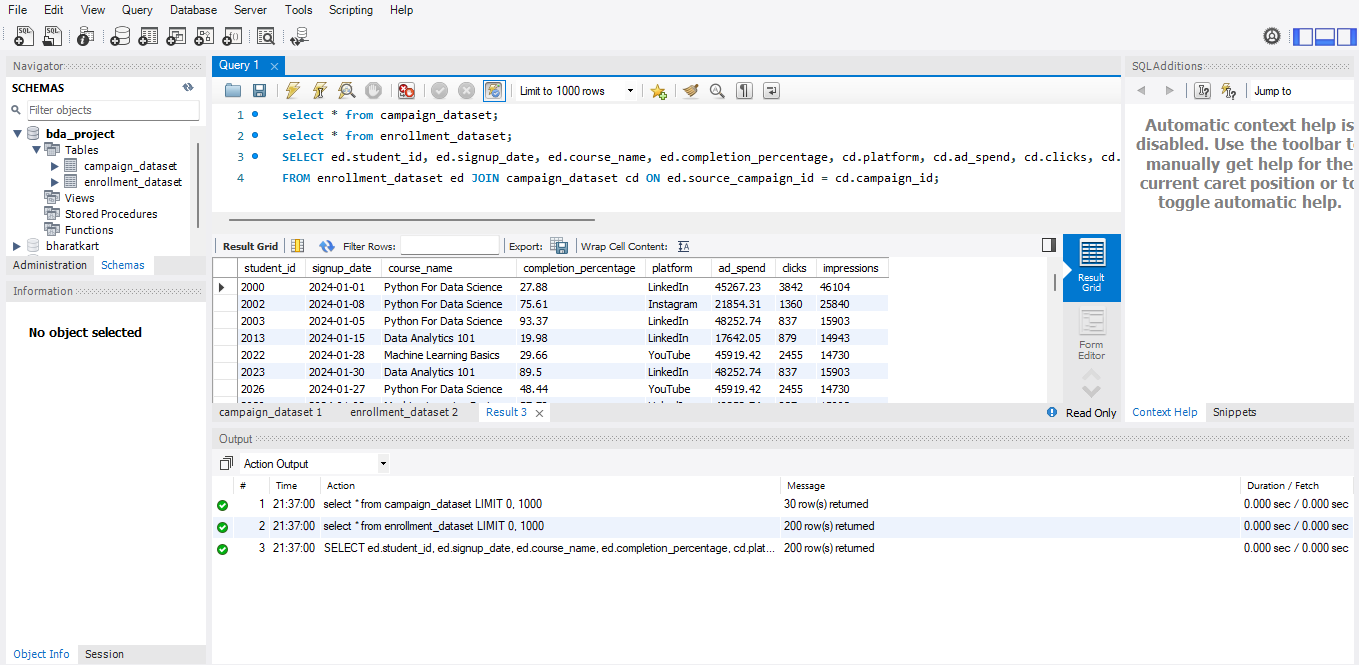 File Edit View Query Database Server Tools Scripting Help
Navigator
SCHEMAS
Filter objects
bda_project
Tables
campaign_dataset
enrollment_dataset
Views
Stored Procedures
Functions
bharatkart
Administration Schemas
Information
No object selected
Object Info Session
Query 1
Limit to 1000 rows
1 select * from campaign_dataset;
2 select * from enrollment_dataset;
3 SELECT ed.student_id, ed.signup_date, ed.course_name, ed.completion_percentage, cd.platform, cd.ad_spend, cd.clicks, cd.
4 FROM enrollment_dataset ed JOIN campaign_dataset cd ON ed.source_campaign_id = cd.campaign_id;
Result Grid Filter Rows: Export: Wrap Cell Content:
student_id signup_date course_name completion_percentage platform ad_spend clicks impressions
2000 2024-01-01 Python For Data Science 27.88 LinkedIn 45267.23 3842 46104
2002 2024-01-08 Python For Data Science 75.61 Instagram 21854.31 1360 25840
2003 2024-01-05 Python For Data Science 93.37 LinkedIn 48252.74 837 15903
2013 2024-01-15 Data Analytics 101 19.98 LinkedIn 17642.05 879 14943
2022 2024-01-28 Machine Learning Basics 29.66 YouTube 45919.42 2455 14730
2023 2024-01-30 Data Analytics 101 89.5 LinkedIn 48252.74 837 15903
2026 2024-01-27 Python For Data Science 48.44 YouTube 45919.42 2455 14730
Result
Grid
Form
Editor
campaign_dataset 1 enrollment_dataset 2 Result 3 Read Only
SQLAdditions
Jump to
Automatic context help is
disabled. Use the toolbar
manually get help for the
current caret position or
toggle automatic help.
Context Help Snippets
Output
Action Output
# Time Action Message Duration / Fetch
1 21:37:00 select * from campaign_dataset LIMIT 0, 1000 30 row(s) returned 0.000 sec / 0.000 sec
2 21:37:00 select * from enrollment_dataset LIMIT 0, 1000 200 row(s) returned 0.000 sec / 0.000 sec
3 21:37:00 SELECT ed.student_id, ed.signup_date, ed.course_name, ed.completion_percentage, cd.plat... 200 row(s) returned 0.000 sec / 0.000 sec